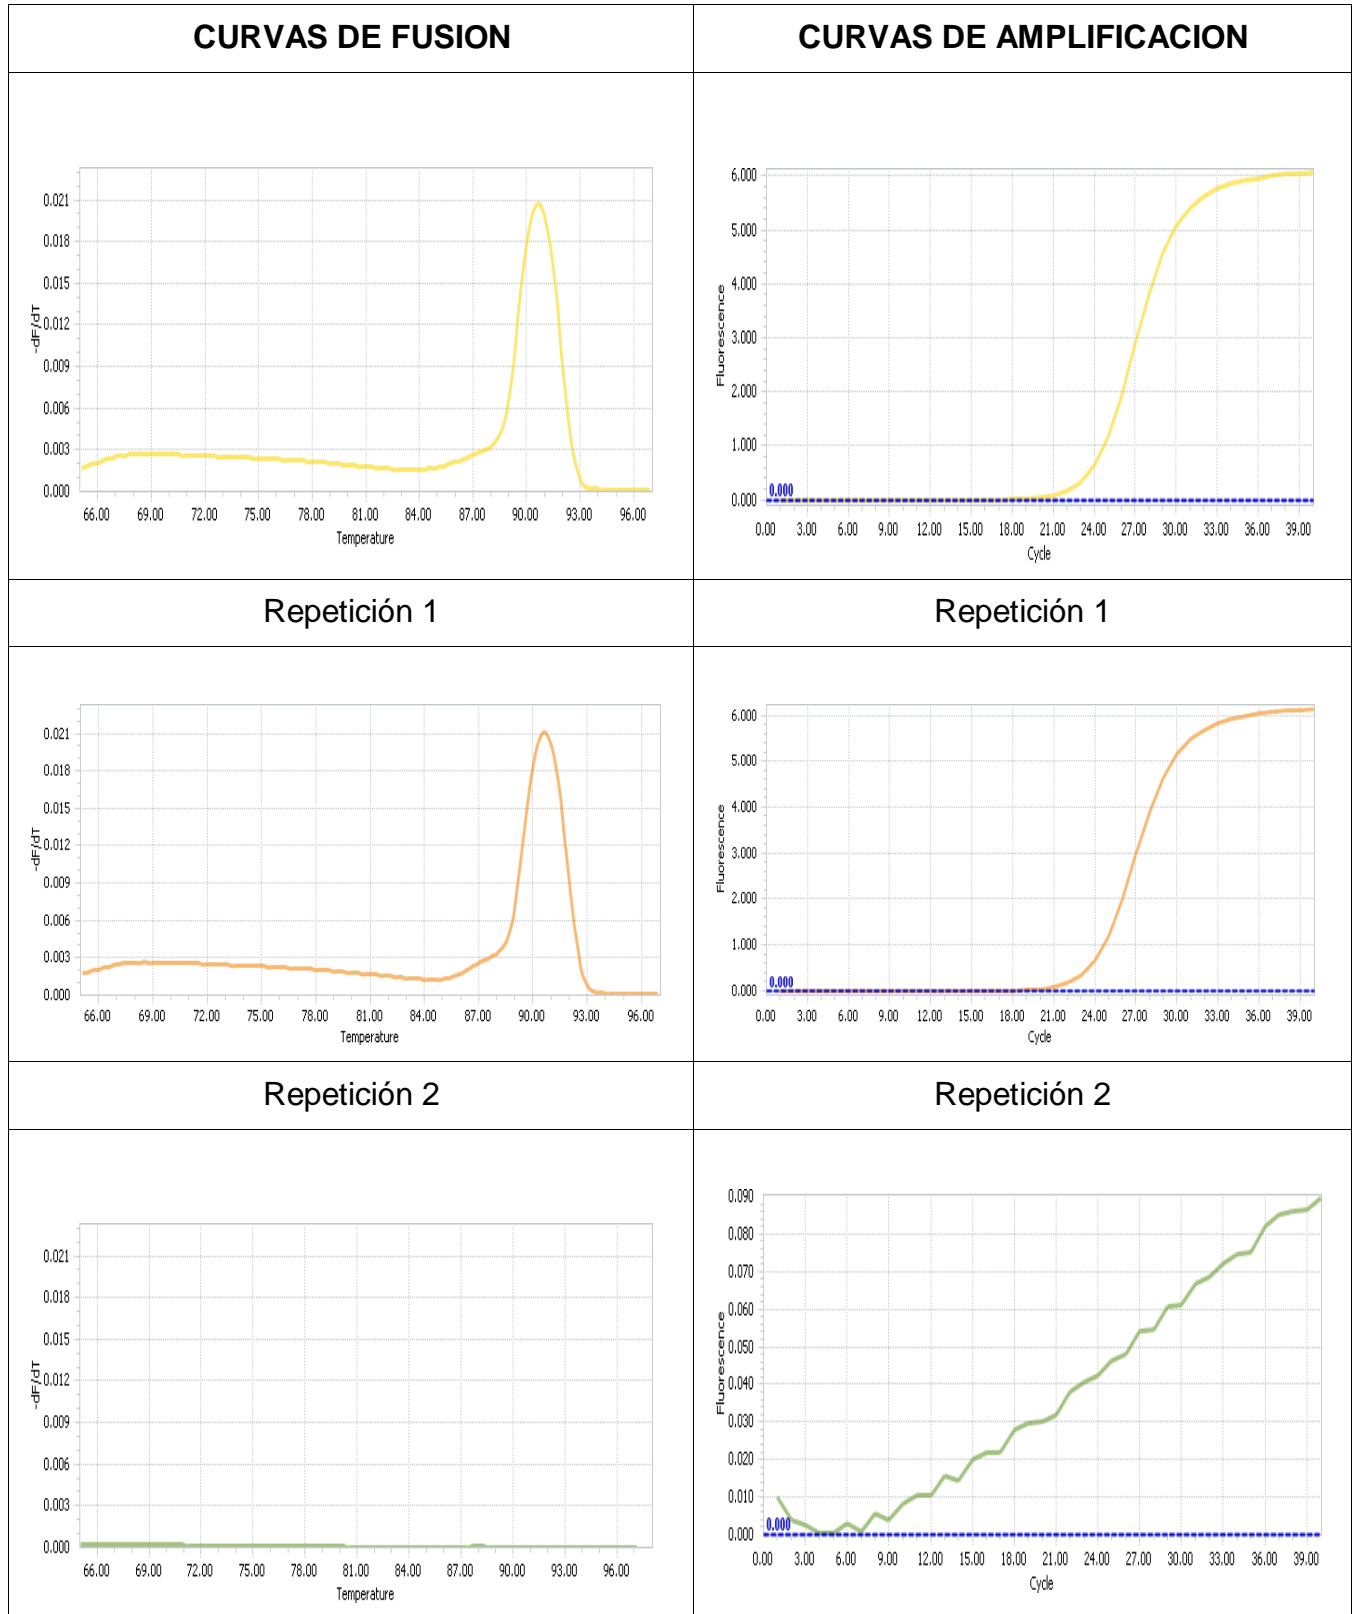 CURVAS DE FUSION
CURVAS DE AMPLIFICACION
0.021
0.018
0.015
0.012
0.009
0.006
0.003
0.000
-dF/dT
66.00 69.00 72.00 75.00 78.00 81.00 84.00 87.00 90.00 93.00 96.00
Temperature
6.000
5.000
4.000
3.000
2.000
1.000
0.000
Fluorescence
0.000
0.00 3.00 6.00 9.00 12.00 15.00 18.00 21.00 24.00 27.00 30.00 33.00 36.00 39.00
Cycle
Repetición 1
Repetición 1
0.021
0.018
0.015
0.012
0.009
0.006
0.003
0.000
-dF/dT
66.00 69.00 72.00 75.00 78.00 81.00 84.00 87.00 90.00 93.00 96.00
Temperature
6.000
5.000
4.000
3.000
2.000
1.000
0.000
Fluorescence
0.000
0.00 3.00 6.00 9.00 12.00 15.00 18.00 21.00 24.00 27.00 30.00 33.00 36.00 39.00
Cycle
Repetición 2
Repetición 2
0.021
0.018
0.015
0.012
0.009
0.006
0.003
0.000
-dF/dT
66.00 69.00 72.00 75.00 78.00 81.00 84.00 87.00 90.00 93.00 96.00
Temperature
0.090
0.080
0.070
0.060
0.050
0.040
0.030
0.020
0.010
0.000
Fluorescence
0.000
0.00 3.00 6.00 9.00 12.00 15.00 18.00 21.00 24.00 27.00 30.00 33.00 36.00 39.00
Cycle